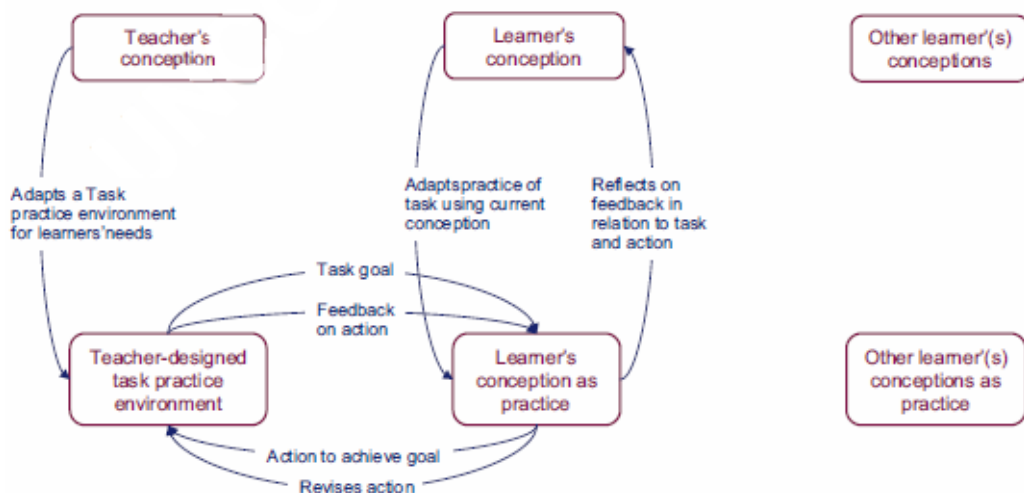 Teacher's
conception
Learner's
conception
Other learner'(s)
conceptions
Adapts a Task
practice environment
for learners'needs
Adaptspractice of
task using current
conception
Reflects on
feedback in
relation to task
and action
Task goal
Feedback
on action
Teacher-designed
task practice
environment
Learner's
conception as
practice
Other learner'(s)
conceptions as
practice
Action to achieve goal
Revises action